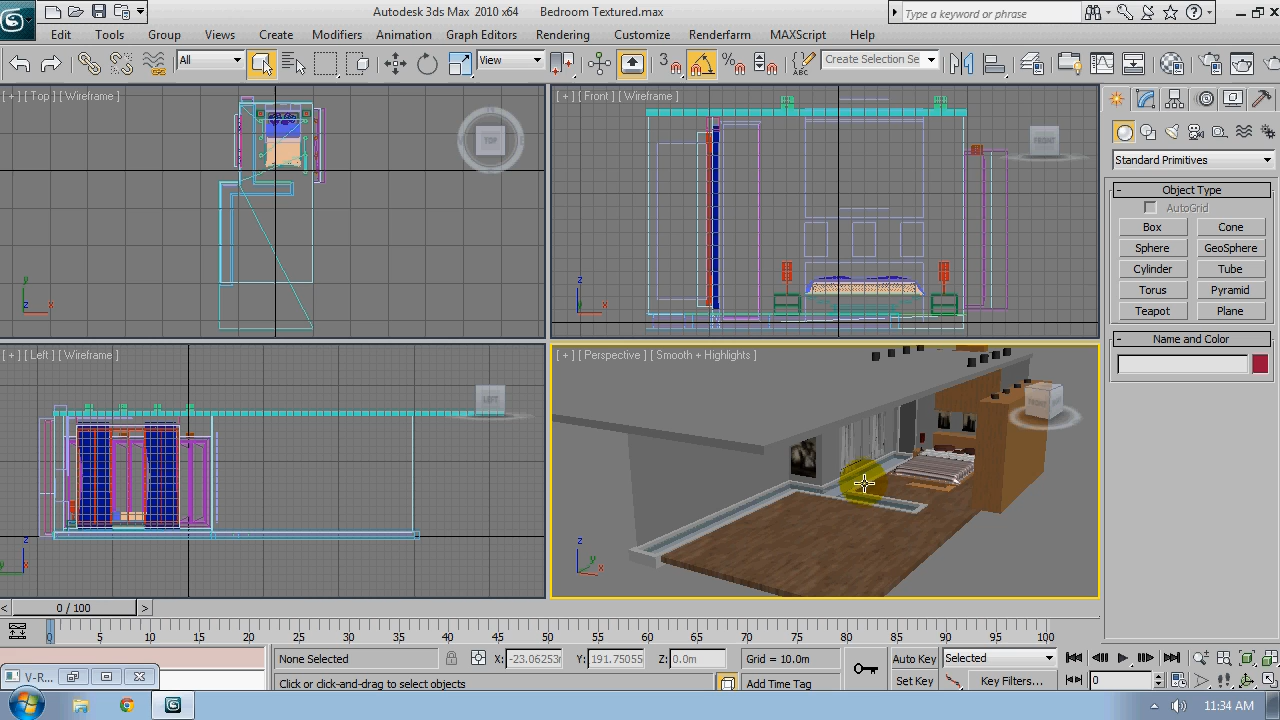 Autodesk 3ds Max 2010 x64 Bedroom Textured.max
Type a keyword or phrase
Edit Tools Group Views Create Modifiers Animation Graph Editors Rendering Customize Renderfarm MAXScript Help
All View 3 % ABC Create Selection Se
[ + ] [ Top ] [ Wireframe ]
TOP
y
z x
[ + ] [ Front ] [ Wireframe ]
FRONT
z
x
[ + ] [ Left ] [ Wireframe ]
LEFT
z
y
[ + ] [ Perspective ] [ Smooth + Highlights ]
z
y
x
Standard Primitives
- Object Type
AutoGrid
Box Cone
Sphere GeoSphere
Cylinder Tube
Torus Pyramid
Teapot Plane
- Name and Color
< 0 / 100 >
0 5 10 15 20 25 30 35 40 45 50 55 60 65 70 75 80 85 90 95 100
None Selected X: -23.06253 Y: 191.75055 Z: 0.0m Grid = 10.0m Auto Key Selected
Click or click-and-drag to select objects Add Time Tag Set Key Key Filters... 0
V-R...
11:34 AM